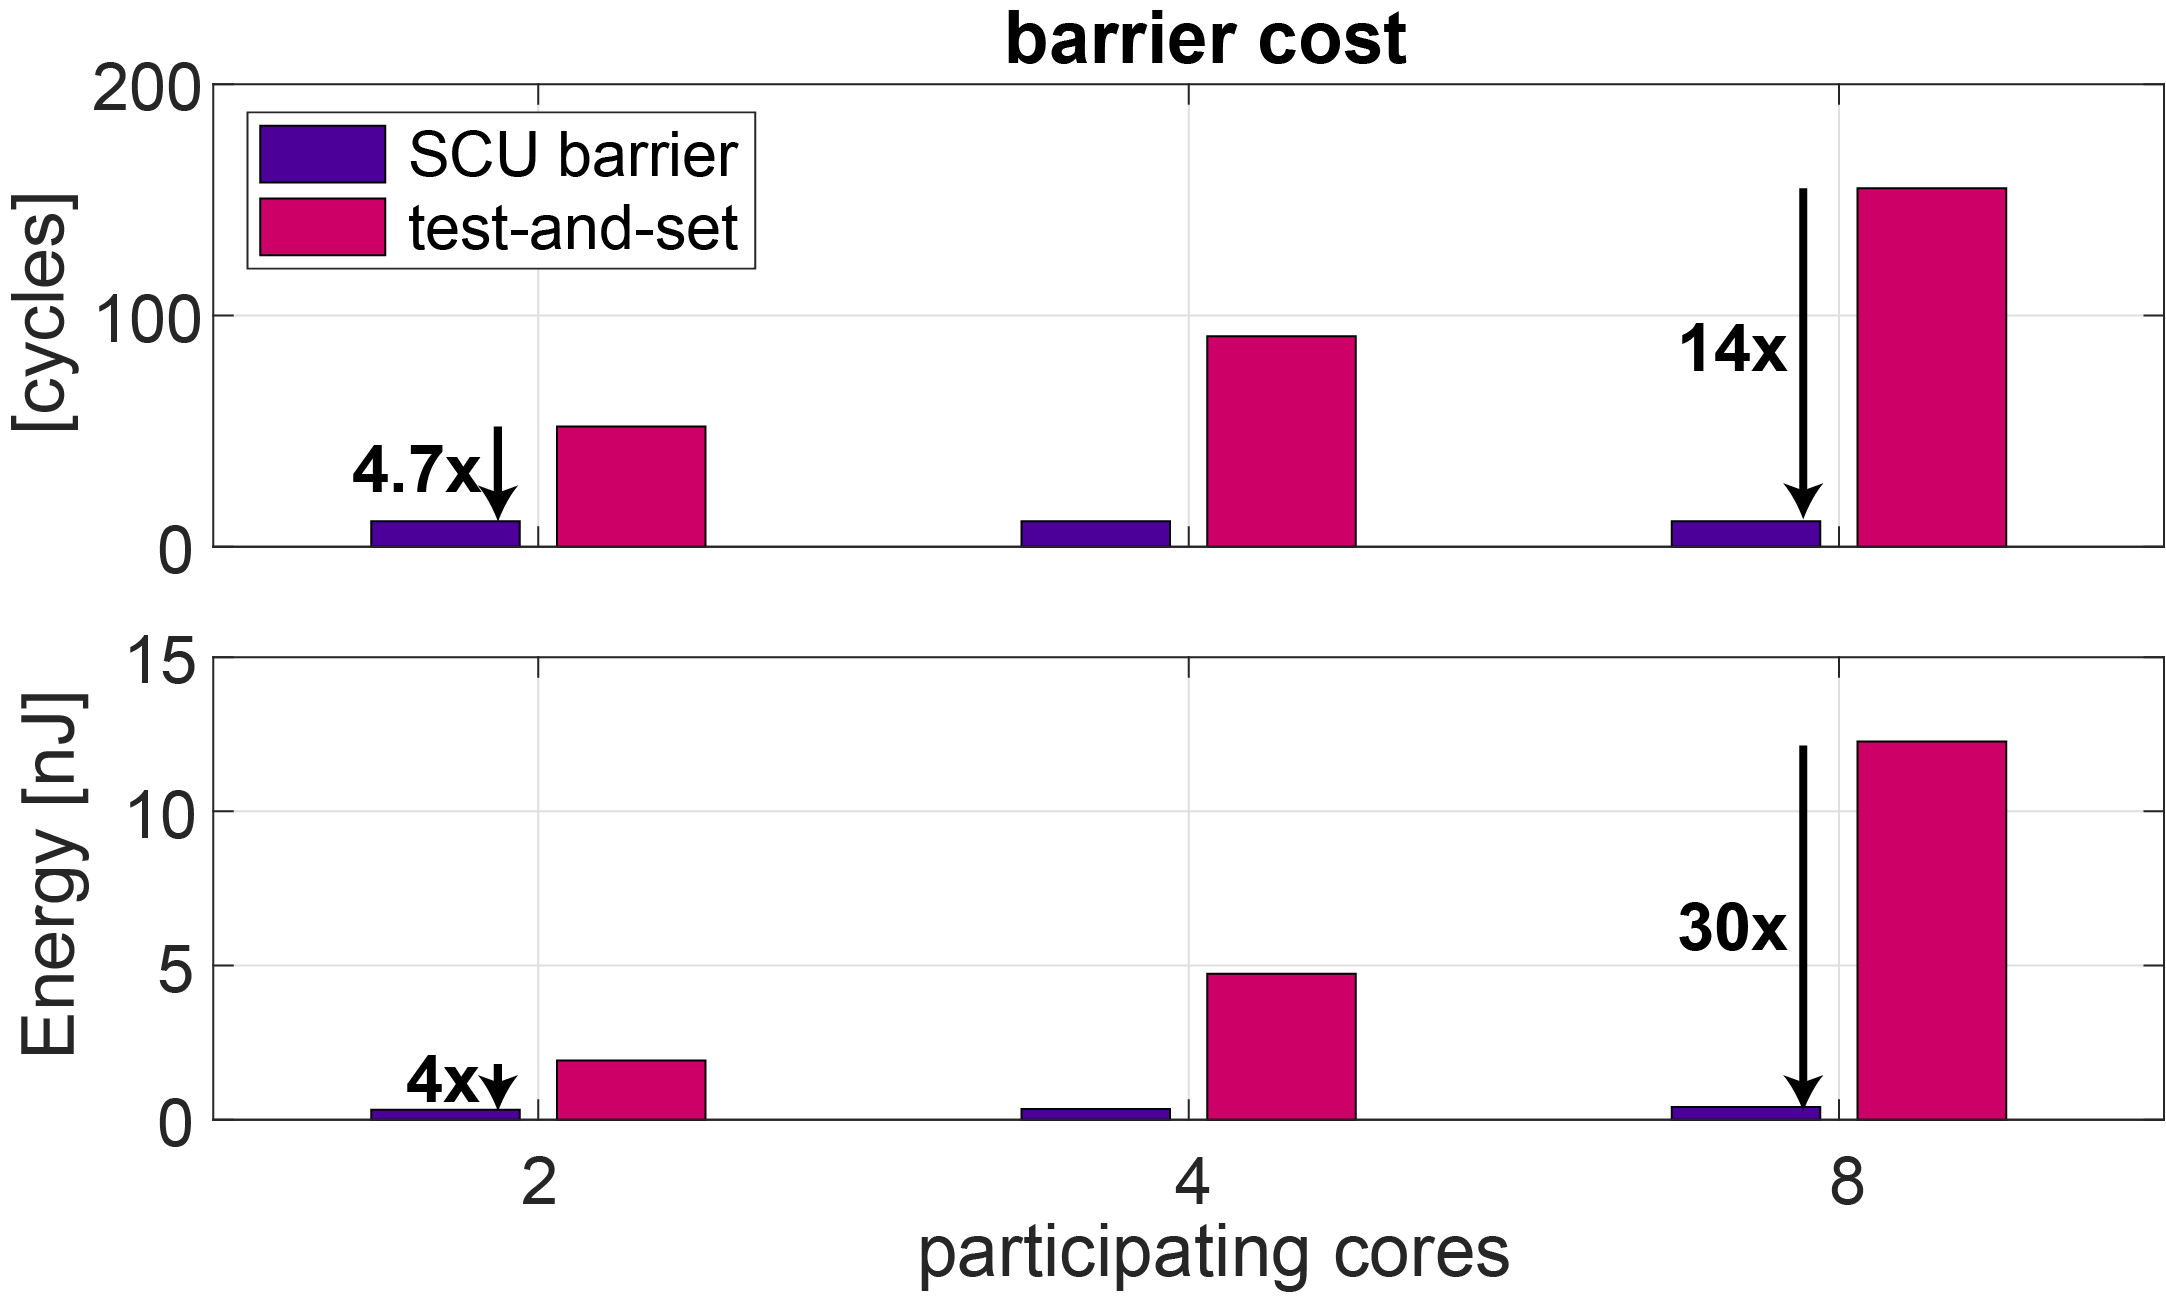 barrier cost
200
SCU barrier
test-and-set
[cycles]
100
14x
4.7x
0
15
Energy [nJ]
10
30x
5
4x
0
2 4 8
participating cores